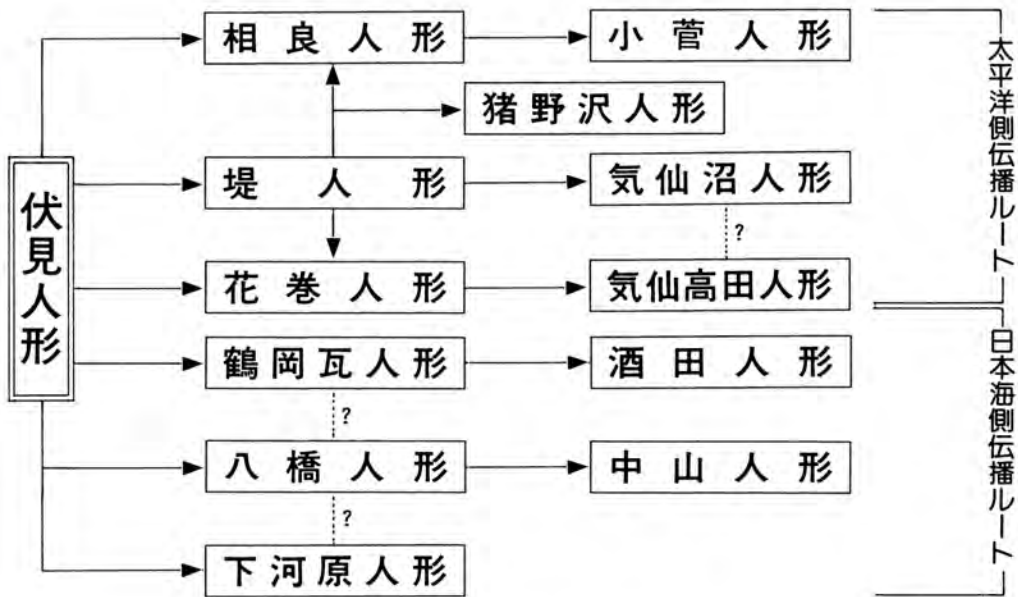 伏見人形
相良人形
小菅人形
猪野沢人形
堤人形
気仙沼人形
?
花巻人形
気仙高田人形
鶴岡瓦人形
酒田人形
?
八橋人形
中山人形
?
下河原人形
太平洋側伝播ルート
日本海側伝播ルート